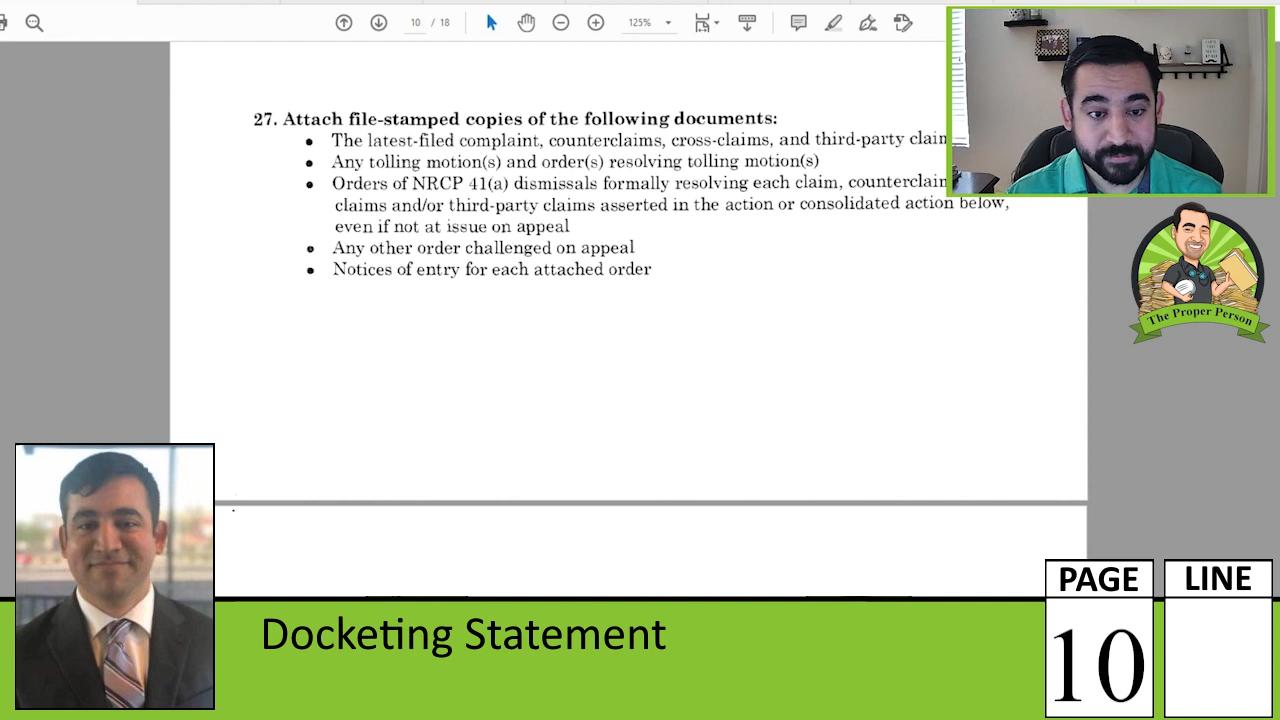 10 / 18
125%
27. Attach file-stamped copies of the following documents:
• The latest-filed complaint, counterclaims, cross-claims, and third-party
• Any tolling motion(s) and order(s) resolving tolling motion(s)
• Orders of NRCP 41(a) dismissals formally resolving each claim,
claims and/or third-party claims asserted in the action or consolidated action below,
even if not at issue on appeal
• Any other order challenged on appeal
• Notices of entry for each attached order
The Proper Person
Docketing Statement
PAGE
10
LINE